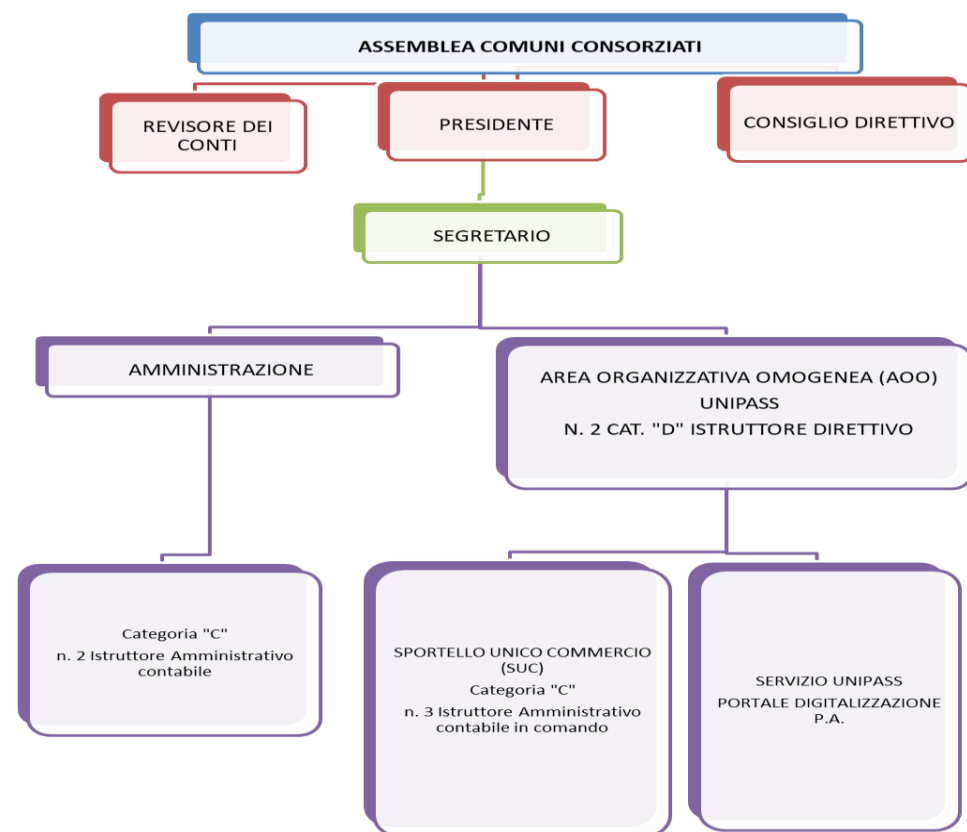 ASSEMBLEA COMUNI CONSORZIATI
REVISORE DEI
CONTI
PRESIDENTE
CONSIGLIO DIRETTIVO
SEGRETARIO
AMMINISTRAZIONE
AREA ORGANIZZATIVA OMOGENEA (AOO)
UNIPASS
N. 2 CAT. "D" ISTRUTTORE DIRETTIVO
Categoria "C"
n. 2 Istruttore Amministrativo
contabile
SPORTELLO UNICO COMMERCIO
(SUC)
Categoria "C"
n. 3 Istruttore Amministrativo
contabile in comando
SERVIZIO UNIPASS
PORTALE DIGITALIZZAZIONE
P.A.